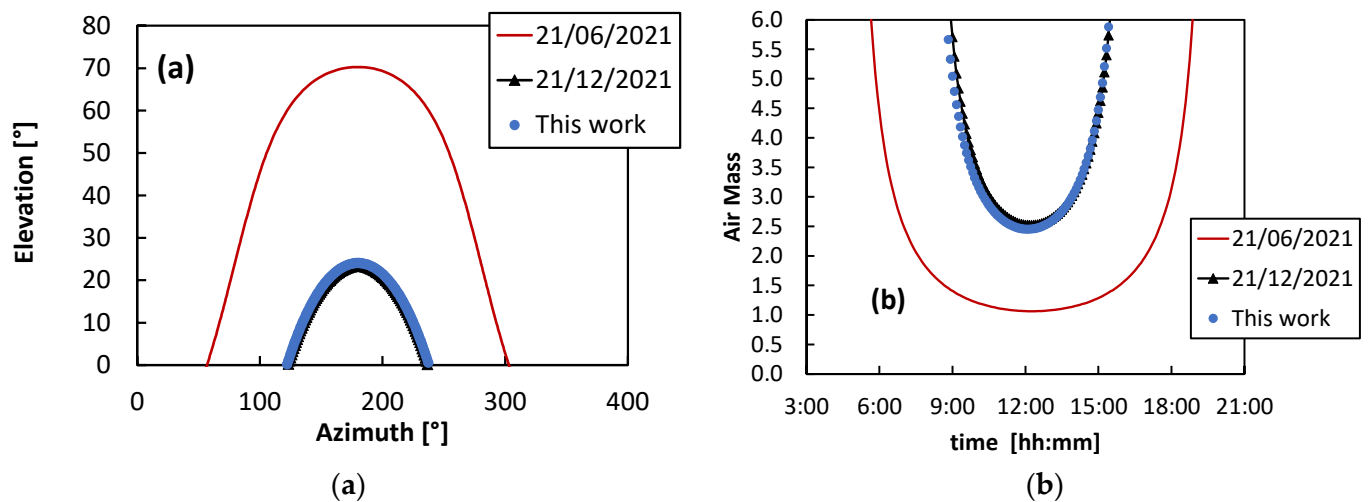 80
70
60
50
40
30
20
10
0
Elevation [°]
(a)
21/06/2021
21/12/2021
This work
0 100 200 300 400
Azimuth [°]
(a)
6.0
5.5
5.0
4.5
4.0
3.5
3.0
2.5
2.0
1.5
1.0
0.5
0.0
Air Mass
(b)
21/06/2021
21/12/2021
This work
3:00 6:00 9:00 12:00 15:00 18:00 21:00
time [hh:mm]
(b)